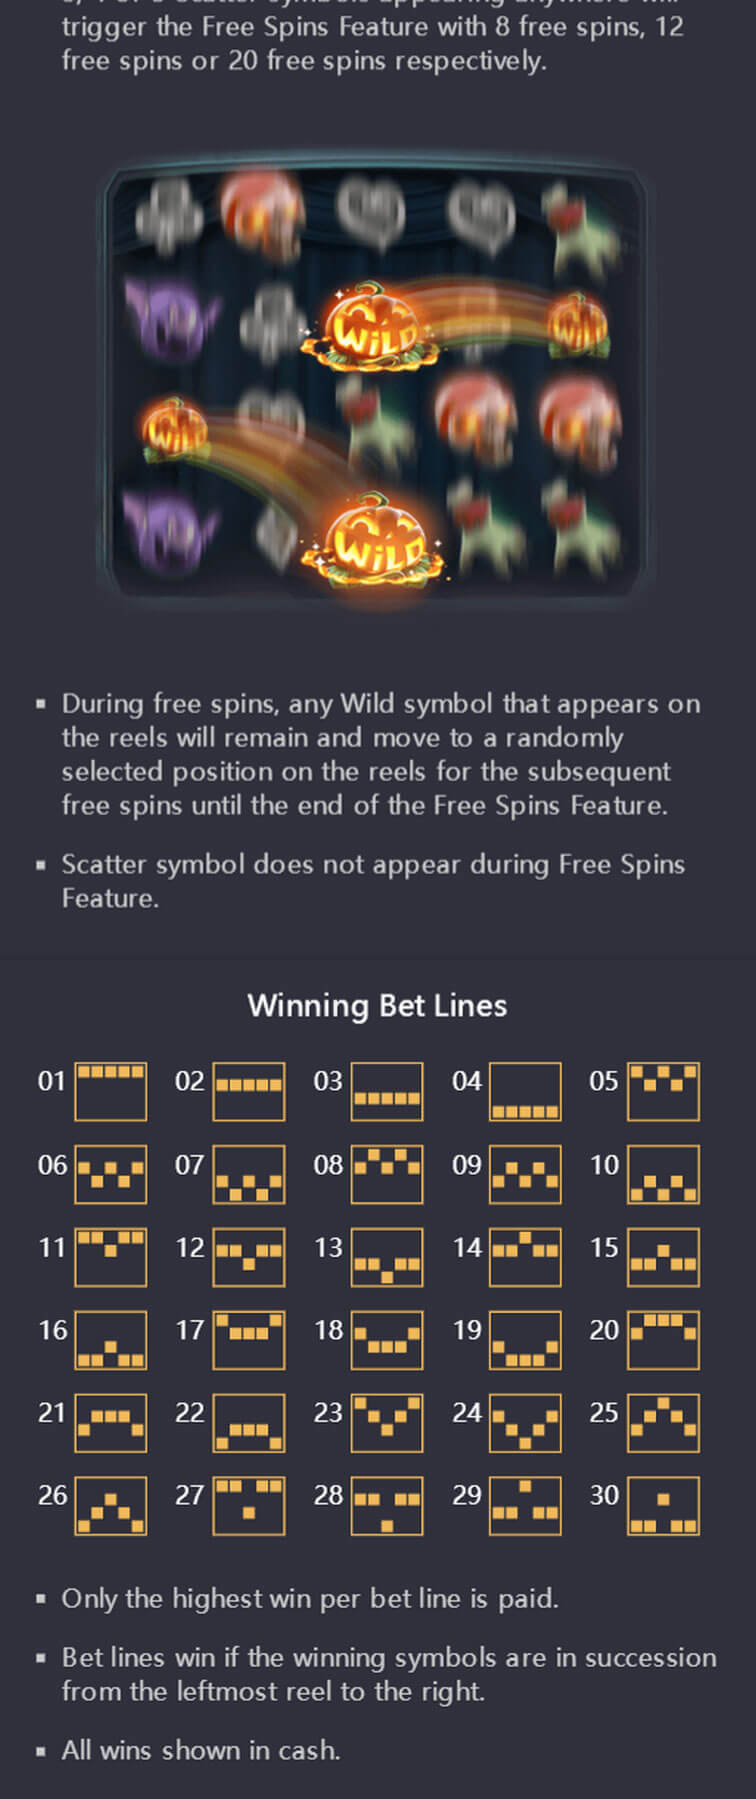 trigger the Free Spins Feature with 8 free spins, 12
free spins or 20 free spins respectively.
WiLD
WiLD
WiLD
WiLD
▪ During free spins, any Wild symbol that appears on
the reels will remain and move to a randomly
selected position on the reels for the subsequent
free spins until the end of the Free Spins Feature.
▪ Scatter symbol does not appear during Free Spins
Feature.
Winning Bet Lines
01 02 03 04 05
06 07 08 09 10
11 12 13 14 15
16 17 18 19 20
21 22 23 24 25
26 27 28 29 30
▪ Only the highest win per bet line is paid.
▪ Bet lines win if the winning symbols are in succession
from the leftmost reel to the right.
▪ All wins shown in cash.